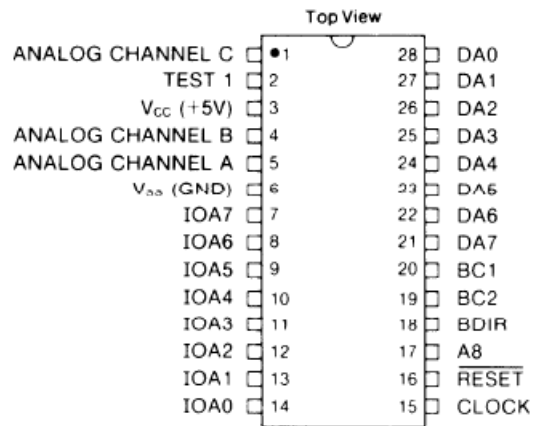 Top View
ANALOG CHANNEL C 1 28 DA0
TEST 1 2 27 DA1
VCC (+5V) 3 26 DA2
ANALOG CHANNEL B 4 25 DA3
ANALOG CHANNEL A 5 24 DA4
Vss (GND) 6 23 DA5
IOA7 7 22 DA6
IOA6 8 21 DA7
IOA5 9 20 BC1
IOA4 10 19 BC2
IOA3 11 18 BDIR
IOA2 12 17 A8
IOA1 13 16 RESET
IOA0 14 15 CLOCK